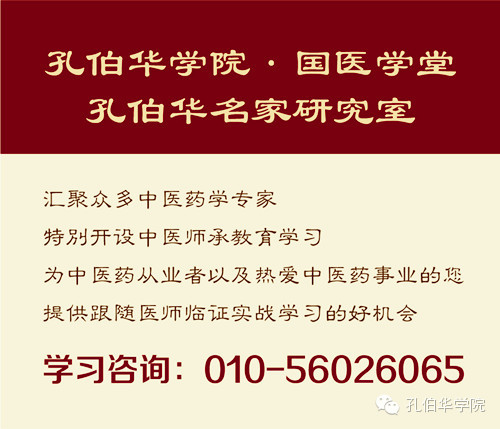 孔伯华学院·国医学堂
孔伯华名家研究室
汇聚众多中医药学专家
特别开设中医师承教育学习
为中医药从业者以及热爱中医药事业的您
提供跟随医师临证实战学习的好机会
学习咨询：010-56026065
孔伯华学院